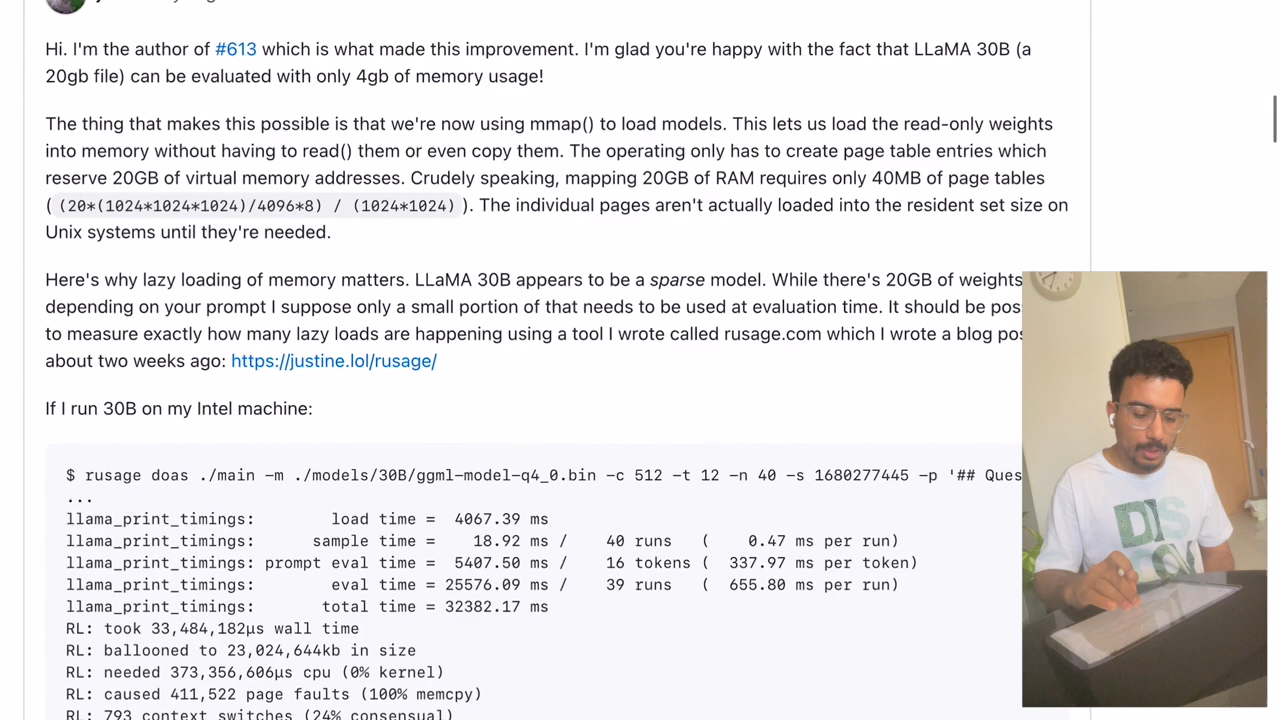 Hi. I'm the author of #613 which is what made this improvement. I'm glad you're happy with the fact that LLaMA 30B (a
20gb file) can be evaluated with only 4gb of memory usage!
The thing that makes this possible is that we're now using mmap() to load models. This lets us load the read-only weights
into memory without having to read() them or even copy them. The operating only has to create page table entries which
reserve 20GB of virtual memory addresses. Crudely speaking, mapping 20GB of RAM requires only 40MB of page tables
( (20*(1024*1024*1024)/4096*8) / (1024*1024) ). The individual pages aren't actually loaded into the resident set size on
Unix systems until they're needed.
Here's why lazy loading of memory matters. LLaMA 30B appears to be a sparse model. While there's 20GB of weights
depending on your prompt I suppose only a small portion of that needs to be used at evaluation time. It should be pos
to measure exactly how many lazy loads are happening using a tool I wrote called rusage.com which I wrote a blog pos
about two weeks ago: https://justine.lol/rusage/
If I run 30B on my Intel machine:
$ rusage doas ./main -m ./models/30B/ggml-model-q4_0.bin -c 512 -t 12 -n 40 -s 1680277445 -p '## Ques
...
llama_print_timings: load time = 4067.39 ms
llama_print_timings: sample time = 18.92 ms / 40 runs ( 0.47 ms per run)
llama_print_timings: prompt eval time = 5407.50 ms / 16 tokens ( 337.97 ms per token)
llama_print_timings: eval time = 25576.09 ms / 39 runs ( 655.80 ms per run)
llama_print_timings: total time = 32382.17 ms
RL: took 33,484,182µs wall time
RL: ballooned to 23,024,644kb in size
RL: needed 373,356,606µs cpu (0% kernel)
RL: caused 411,522 page faults (100% memcpy)
RL: 793 context switches (24% consensual)
DIS